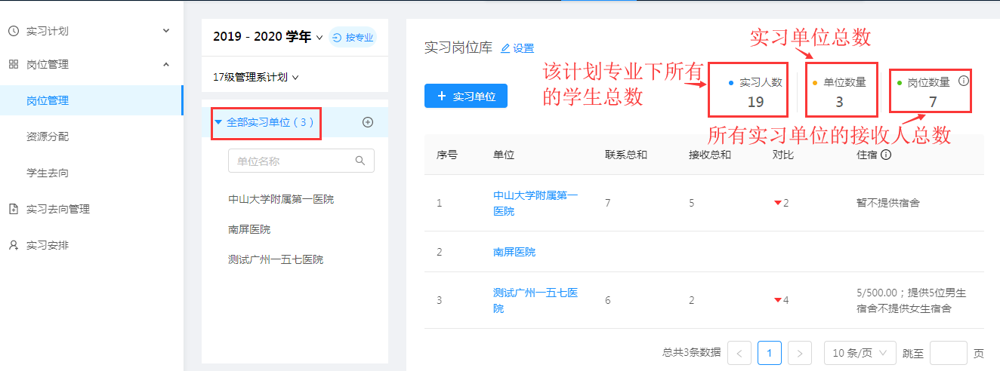 实习计划
岗位管理
岗位管理
资源分配
学生去向
实习去向管理
实习安排
2019 - 2020 学年
按专业
17级管理系计划
全部实习单位（3）
单位名称
中山大学附属第一医院
南屏医院
测试广州一五七医院
实习岗位库 设置
实习单位
该计划专业下所有
的学生总数
实习单位总数
实习人数 单位数量 岗位数量
19 3 7
所有实习单位的接收人总数
序号 单位 联系总和 接收总和 对比 住宿
1 中山大学附属第一
医院 7 5 2 暂不提供宿舍
2 南屏医院
3 测试广州一五七医
院 6 2 4 5/500.00；提供5位男生
宿舍不提供女生宿舍
总共3条数据 < 1 > 10 条/页 跳至 页